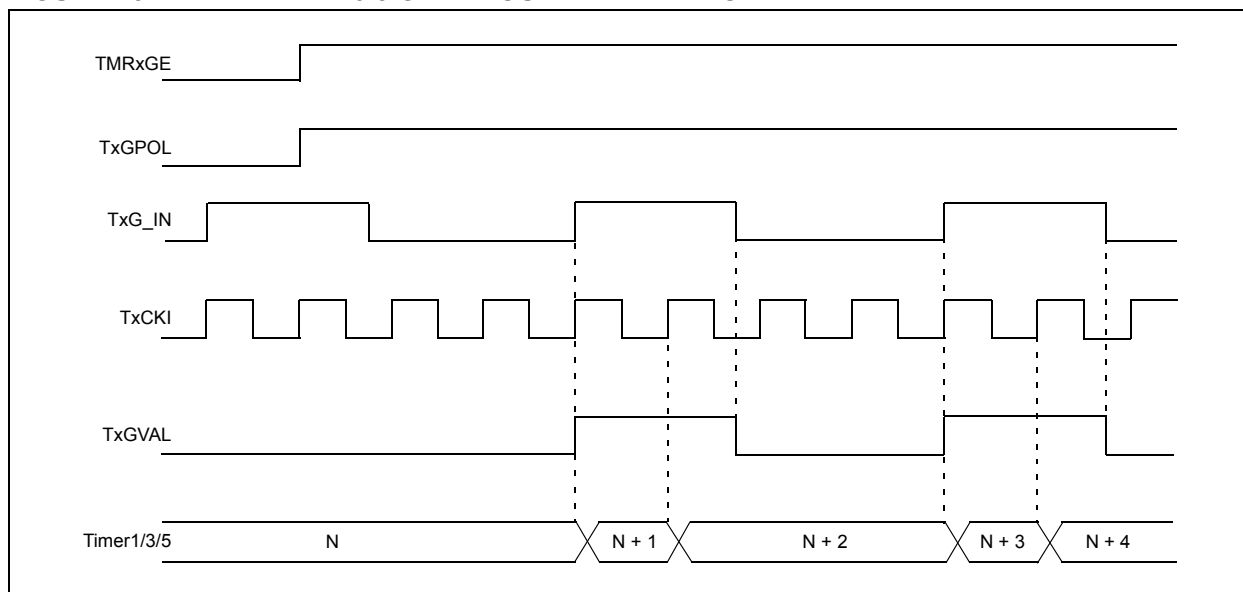 TMRxGE
TxGPOL
TxG_IN
TxCKI
TxGVAL
Timer1/3/5 N N + 1 N + 2 N + 3 N + 4